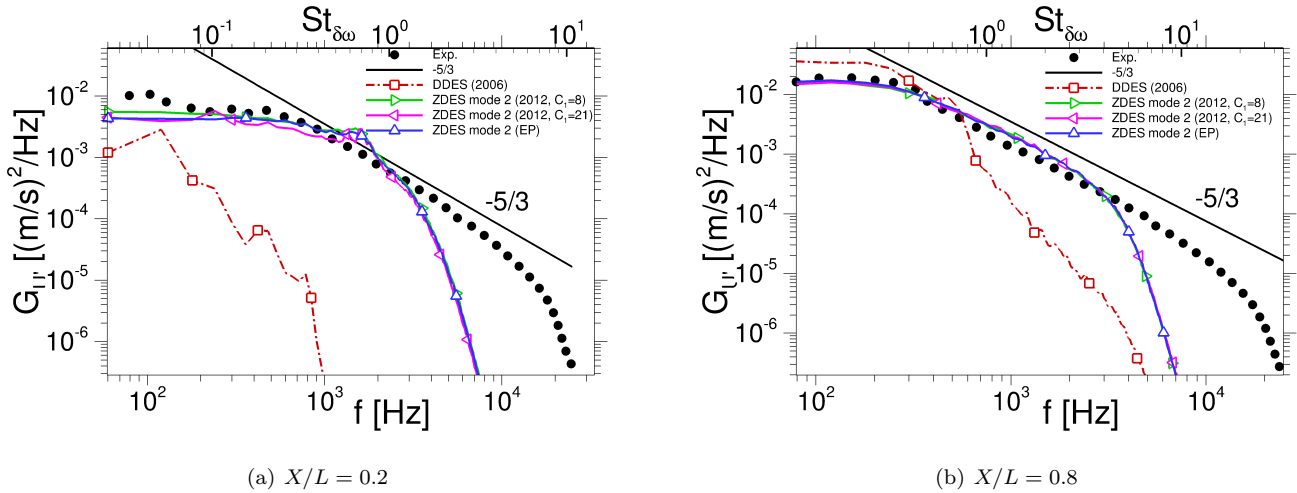 St_δω
10^-1 10^0 10^1
Exp.
-5/3
DDES (2006)
ZDES mode 2 (2012, C_1=8)
ZDES mode 2 (2012, C_1=21)
ZDES mode 2 (EP)
-5/3
G_U' [(m/s)^2/Hz]
10^-2
10^-3
10^-4
10^-5
10^-6
10^2 10^3 10^4
f [Hz]
(a) X/L = 0.2
St_δω
10^0 10^1
Exp.
-5/3
DDES (2006)
ZDES mode 2 (2012, C_1=8)
ZDES mode 2 (2012, C_1=21)
ZDES mode 2 (EP)
-5/3
G_U' [(m/s)^2/Hz]
10^-2
10^-3
10^-4
10^-5
10^-6
10^2 10^3 10^4
f [Hz]
(b) X/L = 0.8